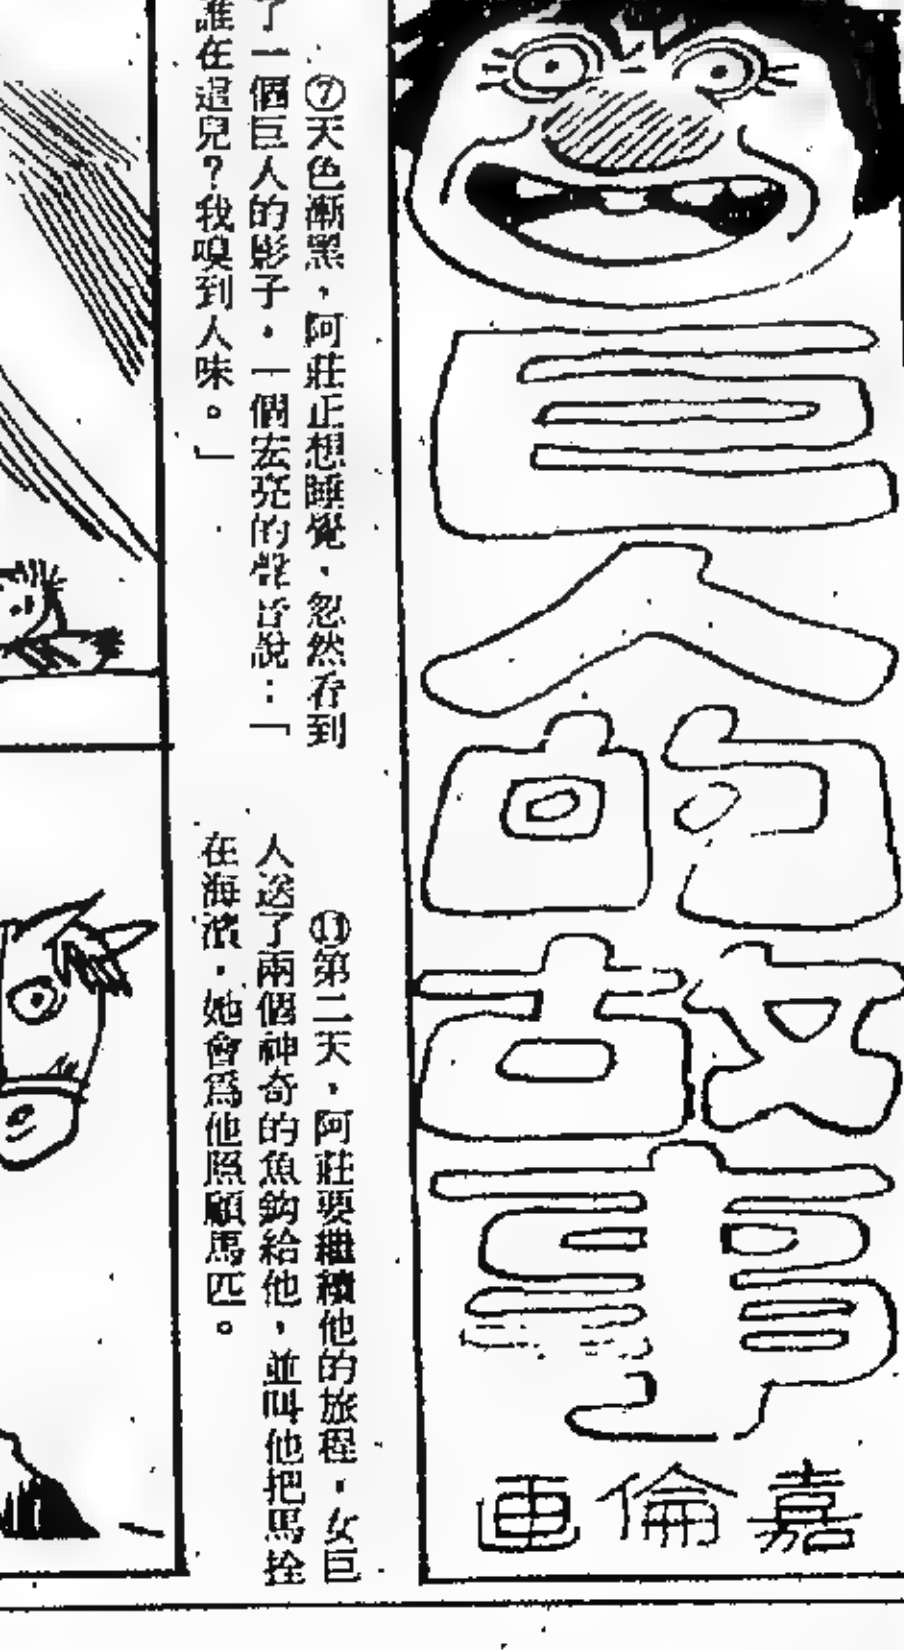 巨人的故事
嘉倫画
⑦天色漸黑，阿莊正想睡覺，忽然看到
了一個巨人的影子，一個宏亮的聲音說：「
誰在這兒？我嗅到人味。」
⑪第二天，阿莊要繼續他的旅程，女巨
人送了兩個神奇的魚鈎給他，並叫他把馬拴
在海濱，她會爲他照顧馬匹。